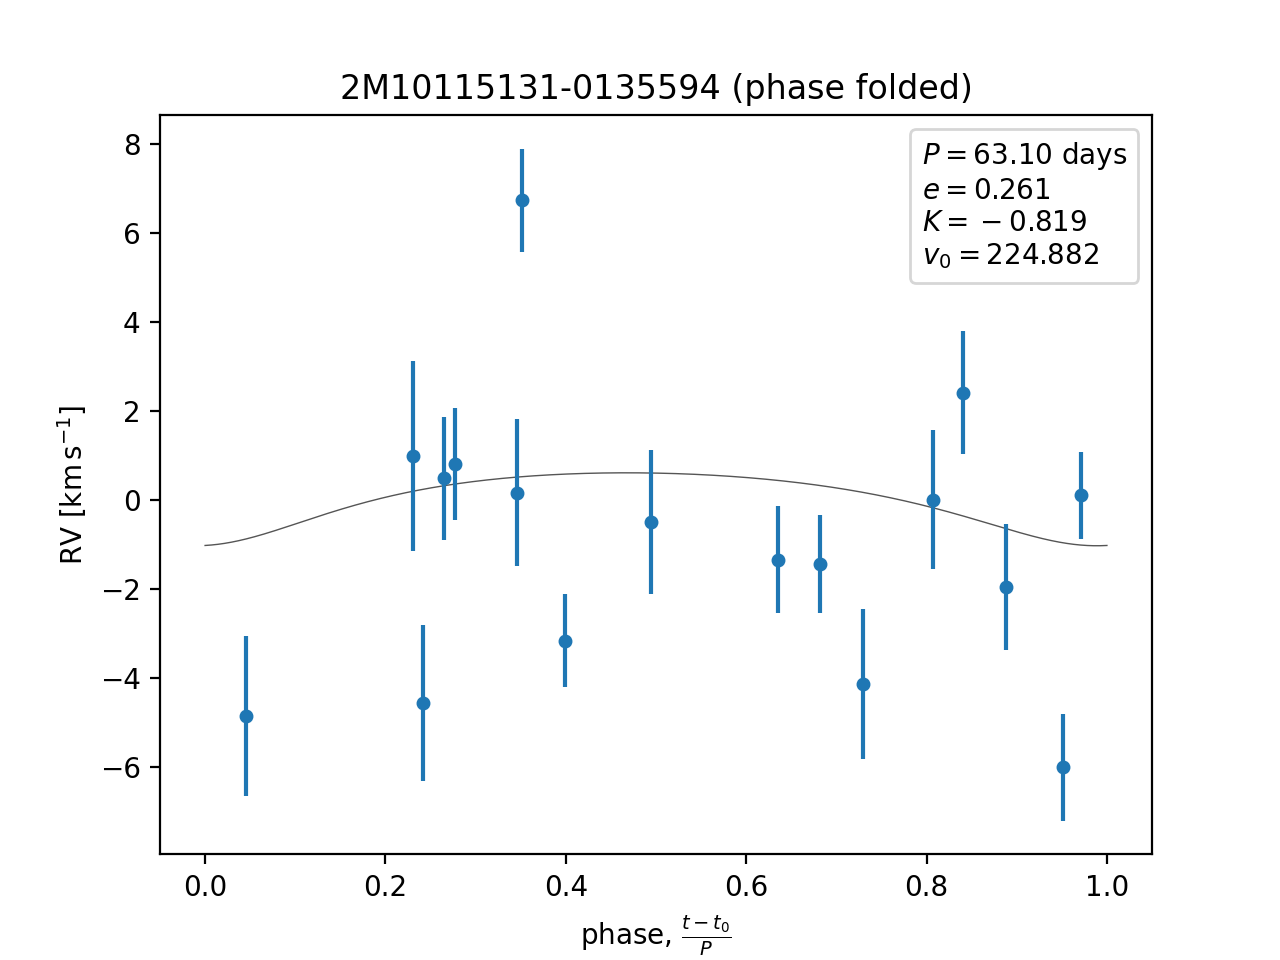 2M10115131-0135594 (phase folded)
P = 63.10 days
e = 0.261
K = −0.819
v₀ = 224.882
RV [km s⁻¹]
8
6
4
2
0
−2
−4
−6
0.0 0.2 0.4 0.6 0.8 1.0
phase, (t − t₀)/P